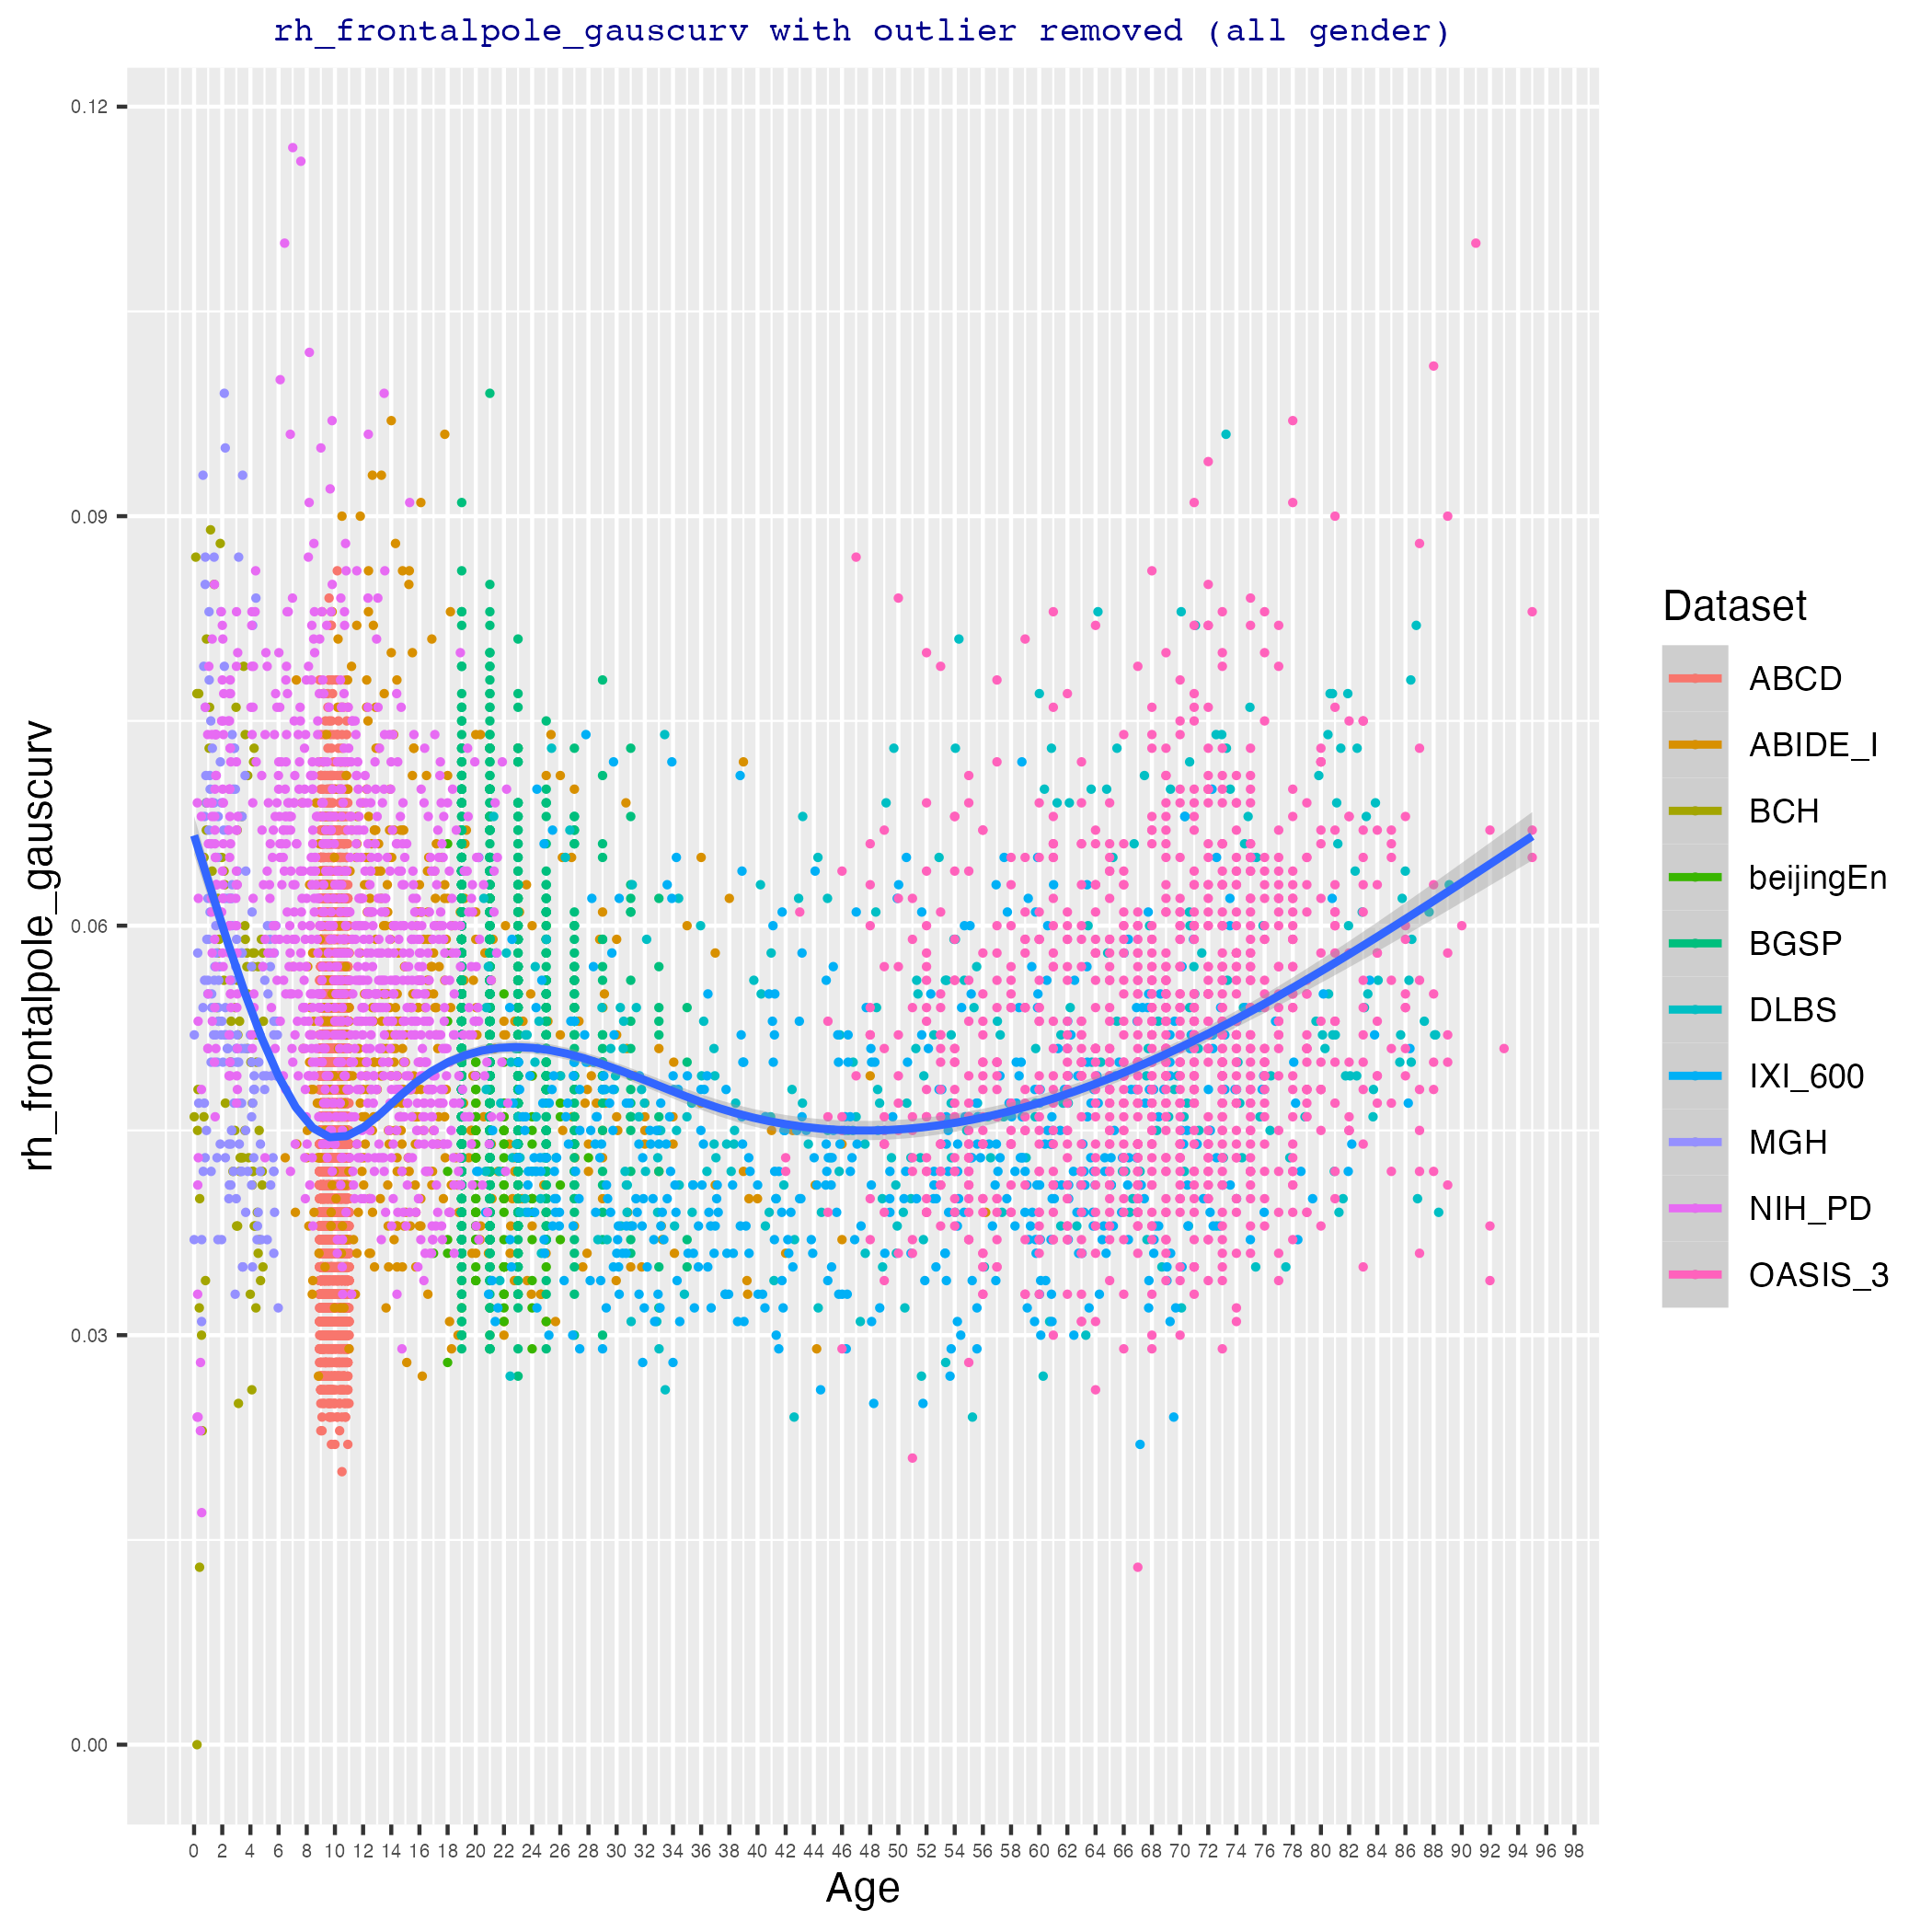 rh_frontalpole_gauscurv with outlier removed (all gender)
0.12
0.09
0.06
0.03
0.00
rh_frontalpole_gauscurv
0 2 4 6 8 10 12 14 16 18 20 22 24 26 28 30 32 34 36 38 40 42 44 46 48 50 52 54 56 58 60 62 64 66 68 70 72 74 76 78 80 82 84 86 88 90 92 94 96 98
Age
Dataset
ABCD
ABIDE_I
BCH
beijingEn
BGSP
DLBS
IXI_600
MGH
NIH_PD
OASIS_3